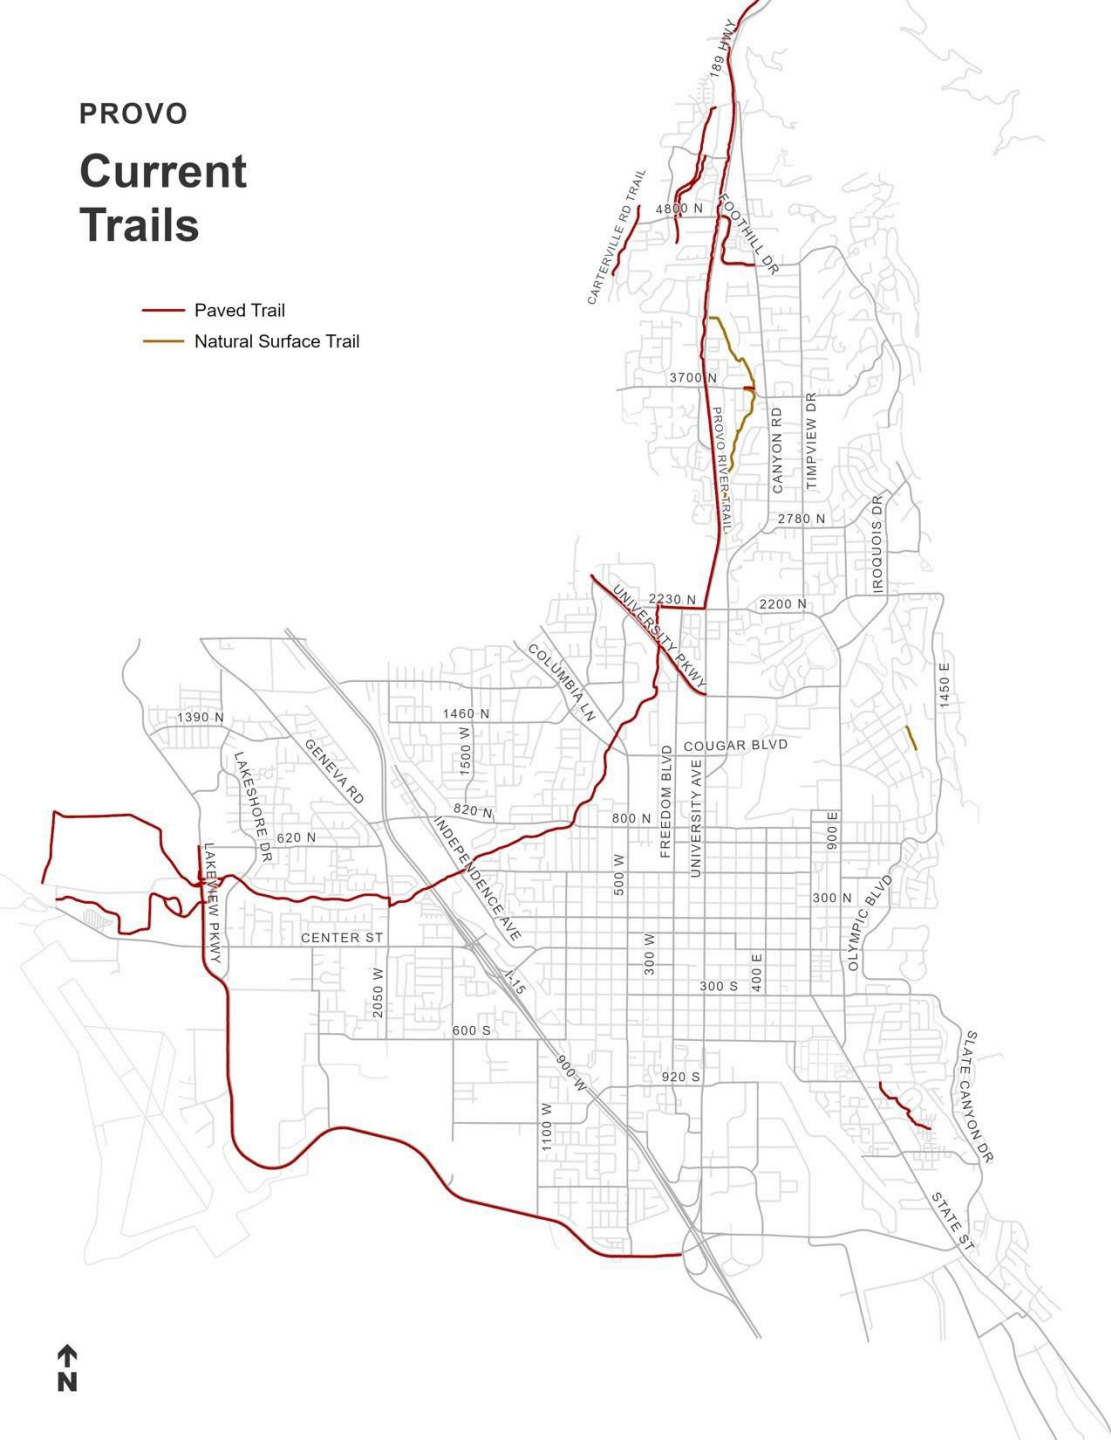 PROVO
Current
Trails
Paved Trail
Natural Surface Trail
189 HWY
CARTERVILLE RD TRAIL
4800 N
FOOTHILL DR
3700 N
PROVO RIVER TRAIL
CANYON RD
TIMPVIEW DR
2780 N
IROQUOIS DR
UNIVERSITY PKWY
2230 N
2200 N
COLUMBIA LN
1450 E
1390 N
1460 N
1500 W
COUGAR BLVD
LAKESHORE DR
GENEVA RD
FREEDOM BLVD
UNIVERSITY AVE
820 N
800 N
900 E
620 N
INDEPENDENCE AVE
LAKEVIEW PKWY
500 W
300 N
OLYMPIC BLVD
CENTER ST
300 W
400 E
2050 W
I-15
300 S
600 S
900 W
920 S
SLATE CANYON DR
1100 W
STATE ST
N